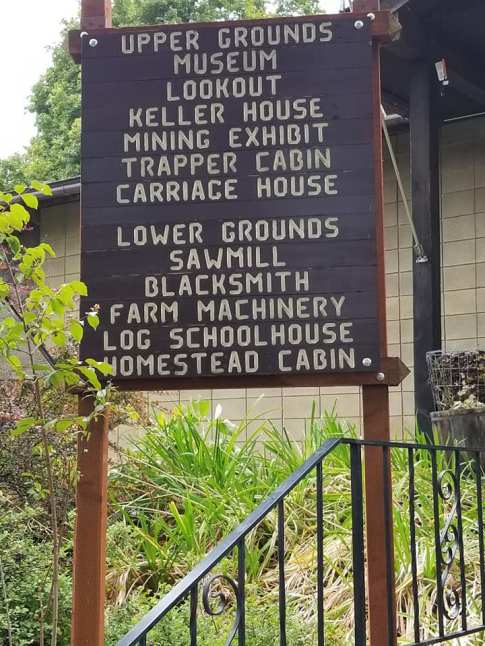 UPPER GROUNDS
MUSEUM
LOOKOUT
KELLER HOUSE
MINING EXHIBIT
TRAPPER CABIN
CARRIAGE HOUSE
LOWER GROUNDS
SAWMILL
BLACKSMITH
FARM MACHINERY
LOG SCHOOLHOUSE
HOMESTEAD CABIN